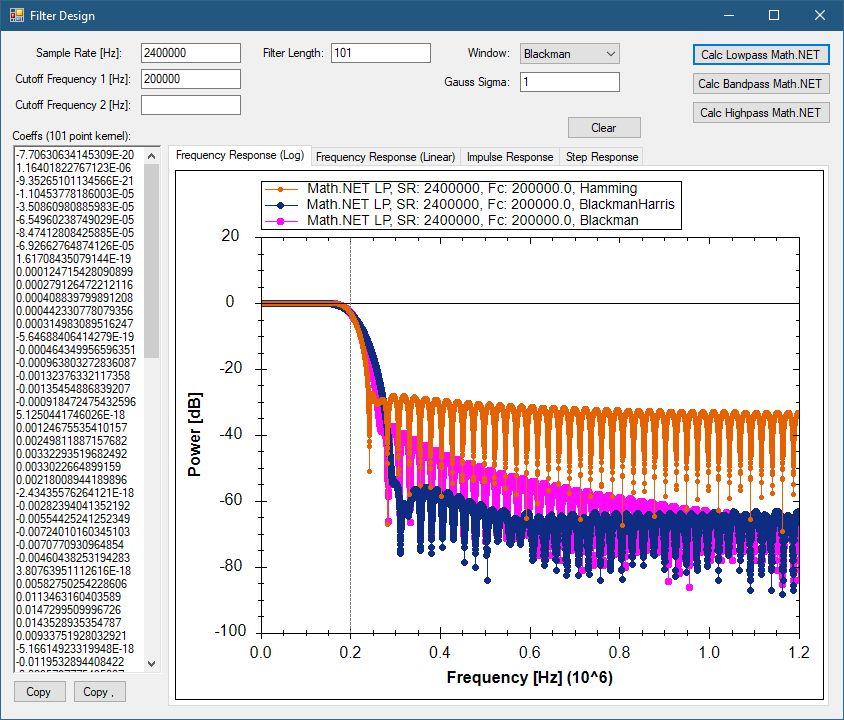 Filter Design
Sample Rate [Hz]: 2400000 Filter Length: 101 Window: Blackman Calc Lowpass Math.NET
Cutoff Frequency 1 [Hz]: 200000 Gauss Sigma: 1 Calc Bandpass Math.NET
Cutoff Frequency 2 [Hz]: Calc Highpass Math.NET
Clear
Coeffs (101 point kernel):
-7.70630634145309E-20
1.16401822767123E-06
-9.35265101134566E-21
-1.10453778186003E-05
-3.50860980885983E-05
-6.54960238749029E-05
-8.47412808425885E-05
-6.92662764874126E-05
1.61708435079144E-19
0.000124715428090899
0.000279126472212116
0.000408839799891208
0.000442330778079356
0.000314983089516247
-5.64688406414279E-19
-0.000464349956596351
-0.000963803272836087
-0.00132376332117358
-0.00135454886839207
-0.000918472475432596
5.1250441746026E-18
0.00124675535410157
0.00249811887157682
0.00332293519682492
0.0033022664899159
0.00218008944189896
-2.43435576264121E-18
-0.00282394041352192
-0.00554425241252349
-0.00724010160345103
-0.0070770930964854
-0.00460438253194283
3.80763951112616E-18
0.00582750254228606
0.0113463160403589
0.0147299509996726
0.0143528935354787
0.00933751928032921
-5.16614923319948E-18
-0.0119532894408422
Copy Copy ,
Frequency Response (Log) Frequency Response (Linear) Impulse Response Step Response
Math.NET LP, SR: 2400000, Fc: 200000.0, Hamming
Math.NET LP, SR: 2400000, Fc: 200000.0, BlackmanHarris
Math.NET LP, SR: 2400000, Fc: 200000.0, Blackman
Power [dB]
20
0
-20
-40
-60
-80
-100
0.0 0.2 0.4 0.6 0.8 1.0 1.2
Frequency [Hz] (10^6)